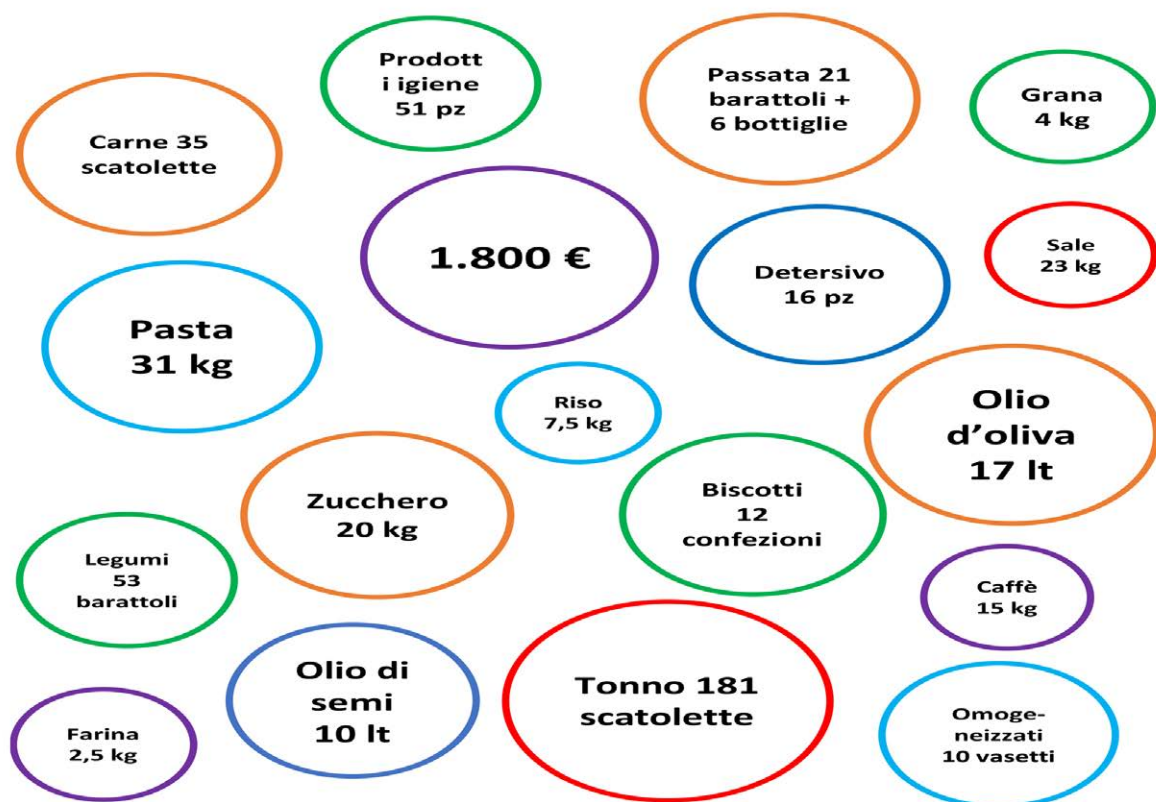 Prodott
i igiene
51 pz
Passata 21
barattoli +
6 bottiglie
Grana
4 kg
Carne 35
scatolette
1.800 €
Sale
23 kg
Detersivo
16 pz
Pasta
31 kg
Riso
7,5 kg
Olio
d’oliva
17 lt
Zucchero
20 kg
Biscotti
12
confezioni
Legumi
53
barattoli
Caffè
15 kg
Olio di
semi
10 lt
Tonno 181
scatolette
Farina
2,5 kg
Omoge-
neizzati
10 vasetti